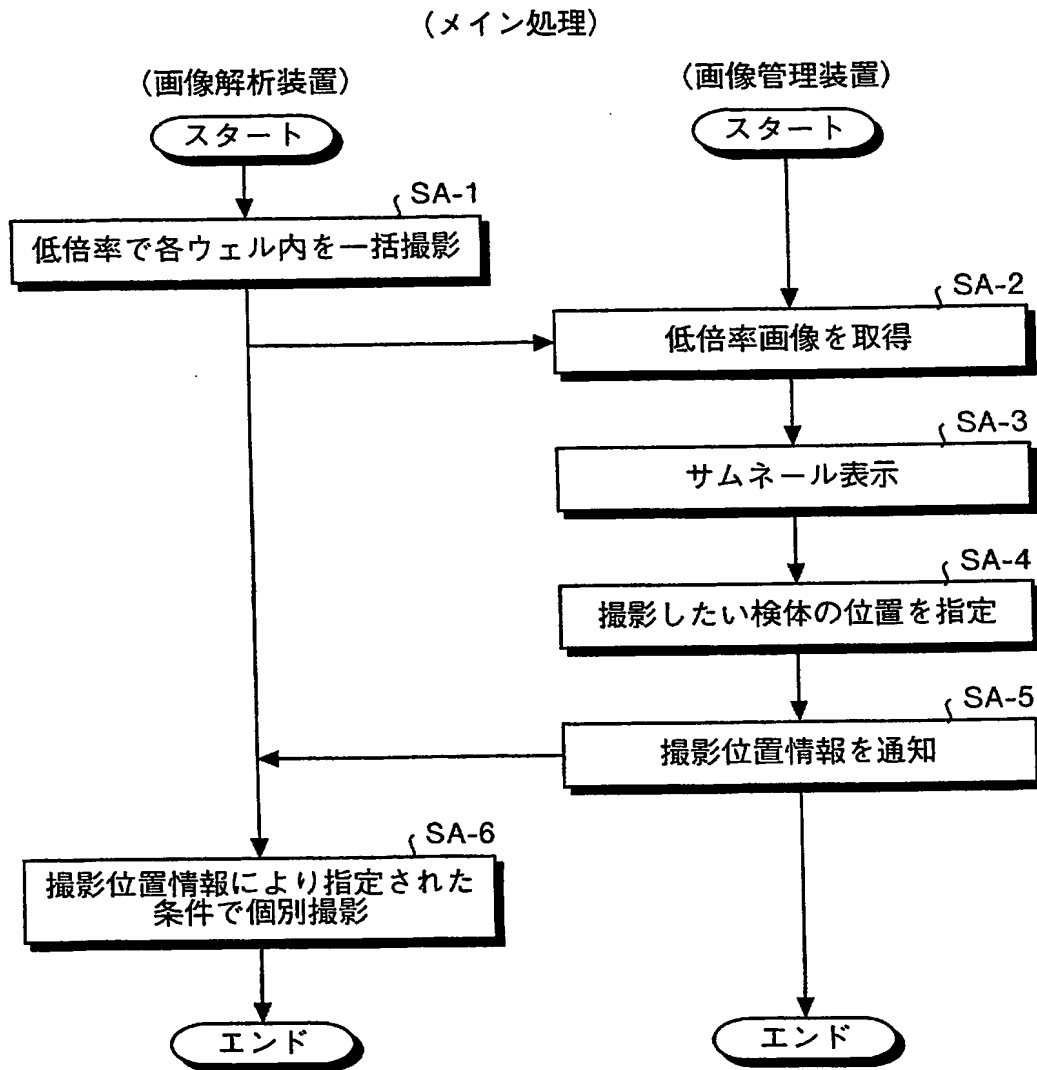 (メイン処理)
(画像解析装置)
(画像管理装置)
スタート
スタート
SA-1
低倍率で各ウェル内を一括撮影
SA-2
低倍率画像を取得
SA-3
サムネール表示
SA-4
撮影したい検体の位置を指定
SA-5
撮影位置情報を通知
SA-6
撮影位置情報により指定された
条件で個別撮影
エンド
エンド